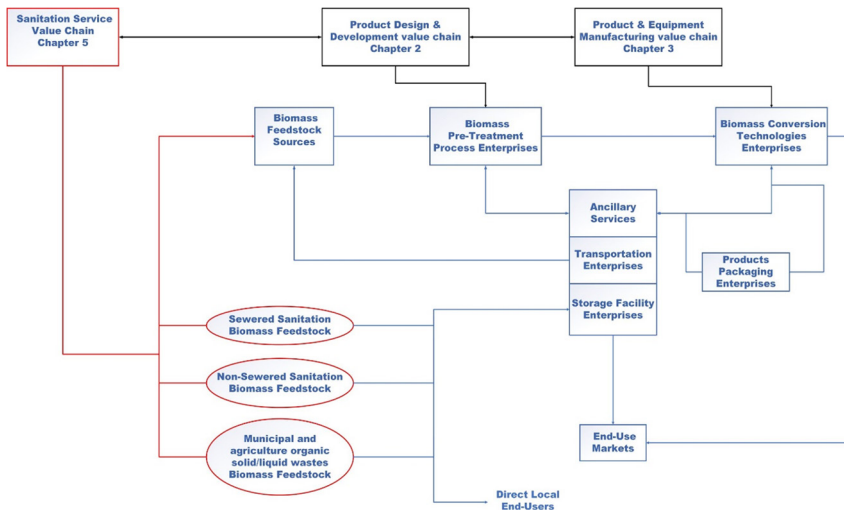 Sanitation Service
Value Chain
Chapter 5
Product Design &
Development value chain
Chapter 2
Product & Equipment
Manufacturing value chain
Chapter 3
Biomass
Feedstock
Sources
Biomass
Pre-Treatment
Process Enterprises
Biomass Conversion
Technologies
Enterprises
Ancillary
Services
Transportation
Enterprises
Storage Facility
Enterprises
Products
Packaging
Enterprises
Sewered Sanitation
Biomass Feedstock
Non-Sewered Sanitation
Biomass Feedstock
Municipal and
agriculture organic
solid/liquid wastes
Biomass Feedstock
End-Use
Markets
Direct Local
End-Users